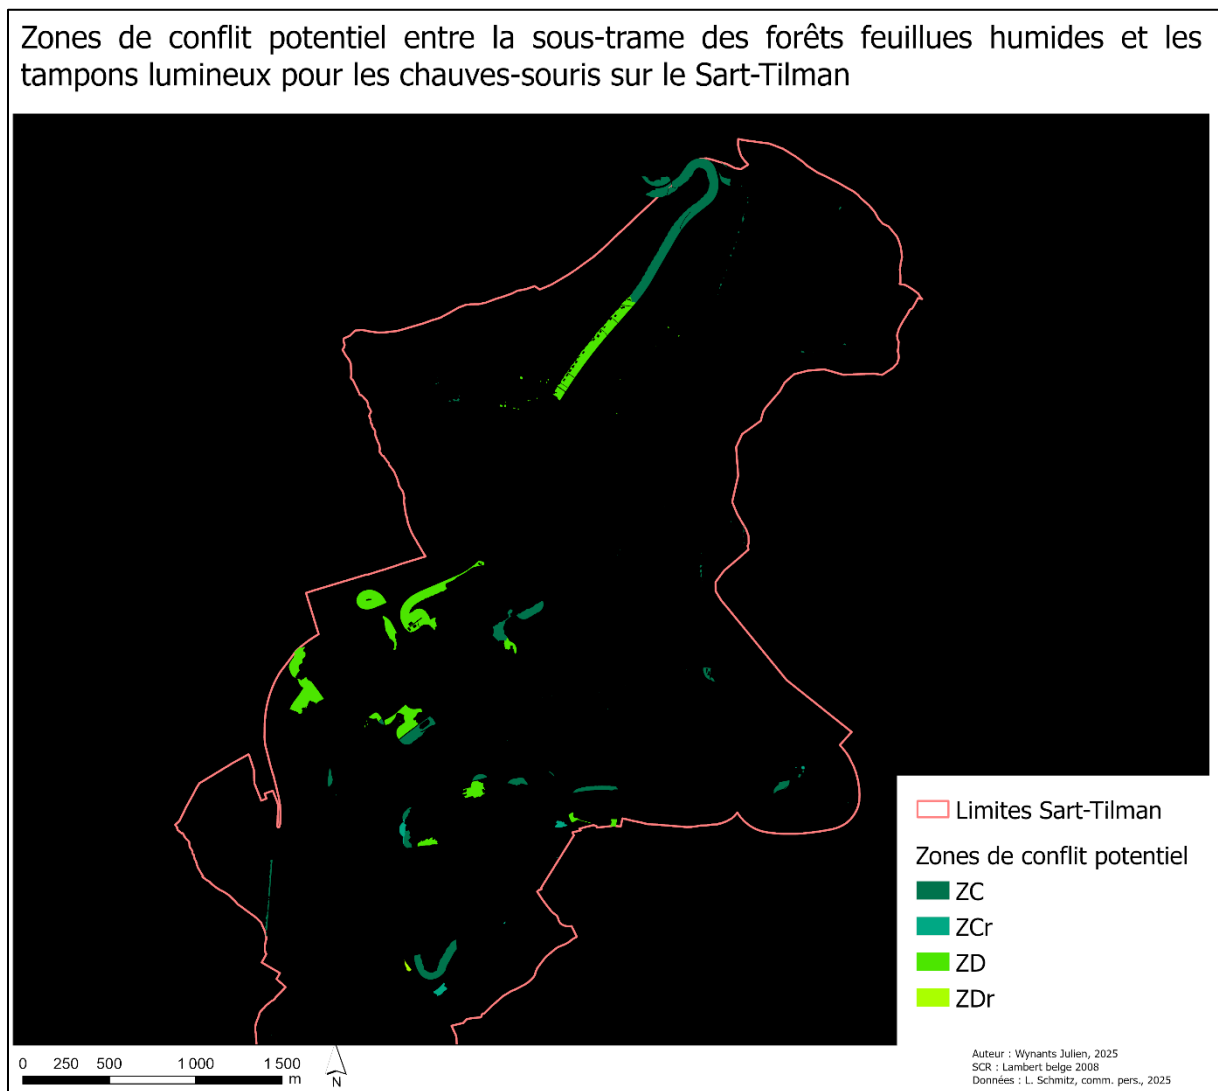 Zones de conflit potentiel entre la sous-trame des forêts feuillues humides et les
tampons lumineux pour les chauves-souris sur le Sart-Tilman
Limites Sart-Tilman
Zones de conflit potentiel
ZC
ZCr
ZD
ZDr
0 250 500 1 000 1 500
m
N
Auteur : Wynants Julien, 2025
SCR : Lambert belge 2008
Données : L. Schmitz, comm. pers., 2025